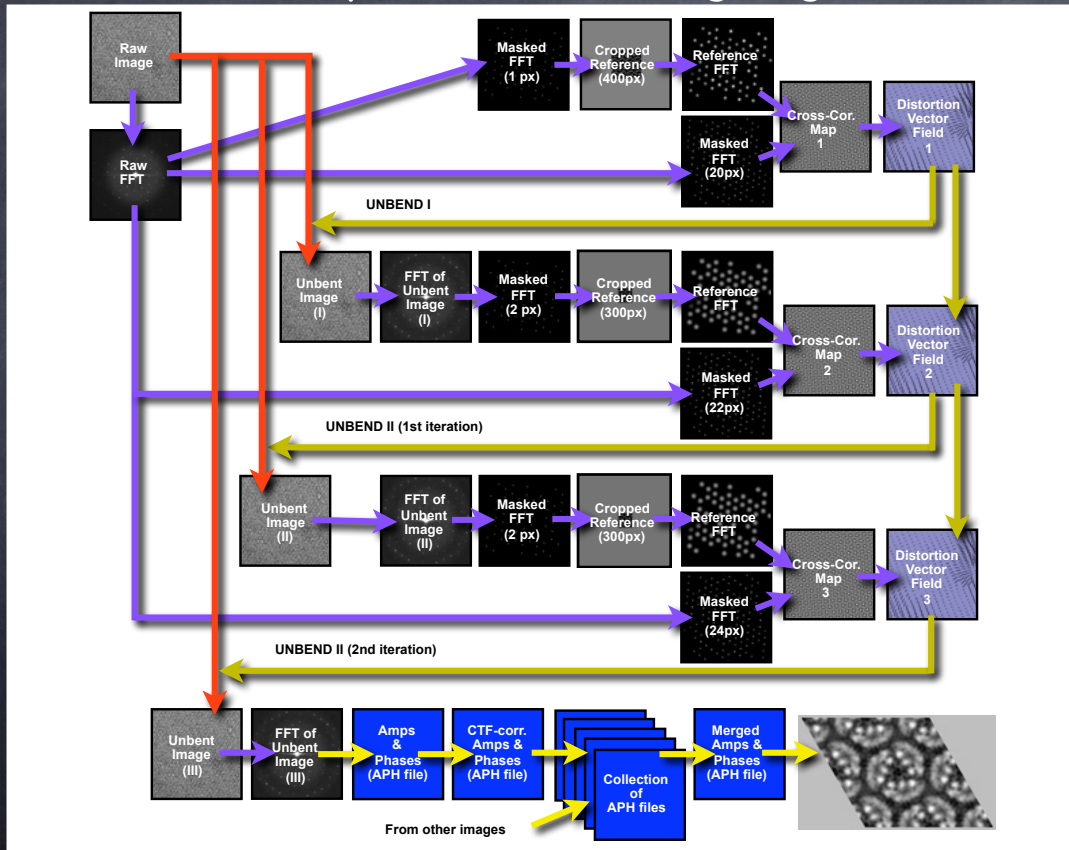 Raw
Image
Masked
FFT
(1 px)
Cropped
Reference
(400px)
Reference
FFT
Cross-Cor.
Map
1
Distortion
Vector
Field
1
Raw
FFT
Masked
FFT
(20px)
UNBEND I
Unbent
Image
(I)
FFT of
Unbent
Image
(I)
Masked
FFT
(2 px)
Cropped
Reference
(300px)
Reference
FFT
Cross-Cor.
Map
2
Distortion
Vector
Field
2
Masked
FFT
(22px)
UNBEND II (1st iteration)
Unbent
Image
(II)
FFT of
Unbent
Image
(II)
Masked
FFT
(2 px)
Cropped
Reference
(300px)
Reference
FFT
Cross-Cor.
Map
3
Distortion
Vector
Field
3
Masked
FFT
(24px)
UNBEND II (2nd iteration)
Unbent
Image
(III)
FFT of
Unbent
Image
(III)
Amps
&
Phases
(APH file)
CTF-corr.
Amps &
Phases
(APH file)
Collection
of
APH files
Merged
Amps &
Phases
(APH file)
From other images